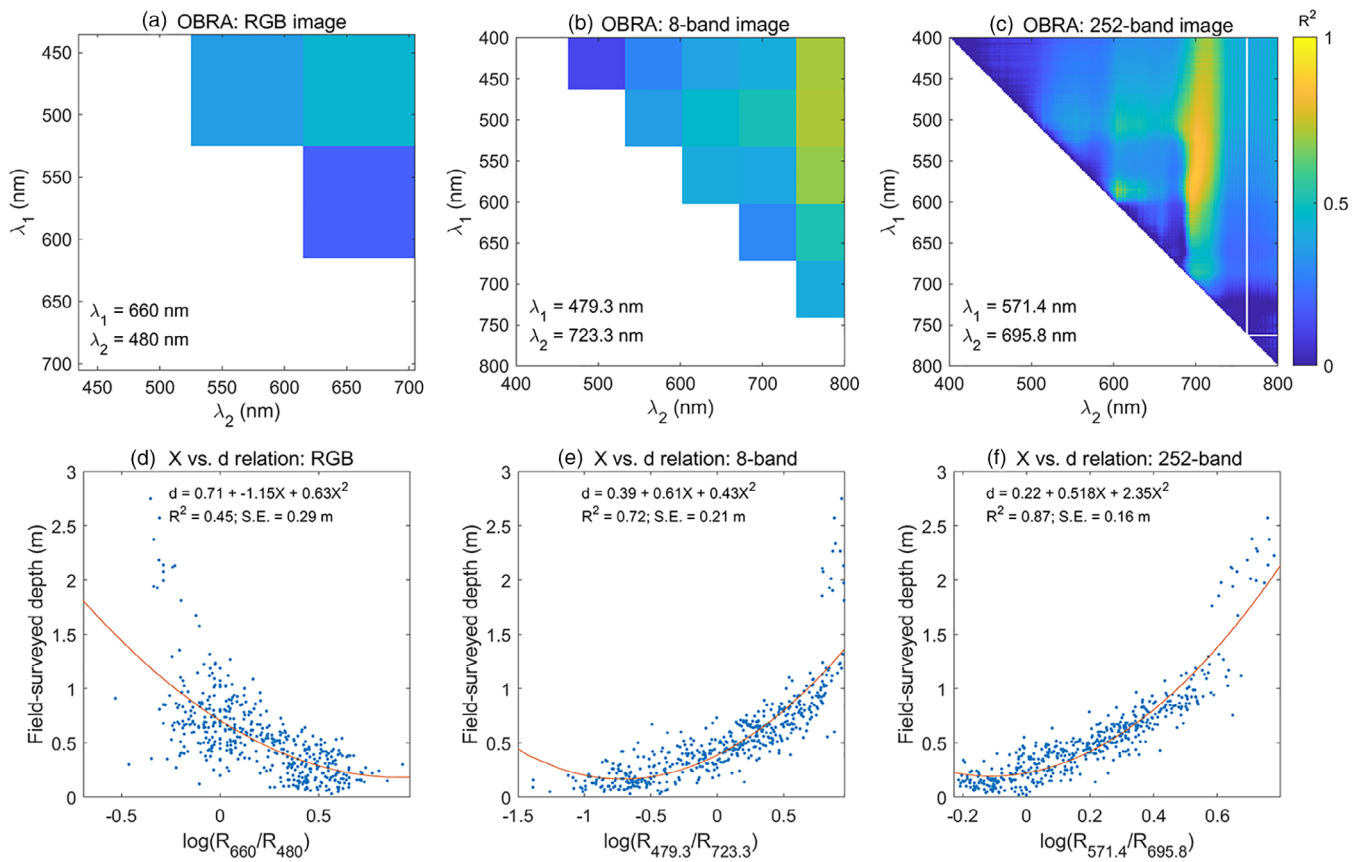 (a) OBRA: RGB image
450
500
550
600
650
700
λ1 (nm)
λ1 = 660 nm
λ2 = 480 nm
450 500 550 600 650 700
λ2 (nm)
(b) OBRA: 8-band image
400
450
500
550
600
650
700
750
800
λ1 (nm)
λ1 = 479.3 nm
λ2 = 723.3 nm
400 500 600 700 800
λ2 (nm)
(c) OBRA: 252-band image
400
450
500
550
600
650
700
750
800
λ1 (nm)
λ1 = 571.4 nm
λ2 = 695.8 nm
400 500 600 700 800
λ2 (nm)
R²
1
0.5
0
(d) X vs. d relation: RGB
d = 0.71 + -1.15X + 0.63X²
R² = 0.45; S.E. = 0.29 m
3
2.5
2
1.5
1
0.5
0
Field-surveyed depth (m)
-0.5 0 0.5
log(R660/R480)
(e) X vs. d relation: 8-band
d = 0.39 + 0.61X + 0.43X²
R² = 0.72; S.E. = 0.21 m
3
2.5
2
1.5
1
0.5
0
Field-surveyed depth (m)
-1.5 -1 -0.5 0 0.5
log(R479.3/R723.3)
(f) X vs. d relation: 252-band
d = 0.22 + 0.518X + 2.35X²
R² = 0.87; S.E. = 0.16 m
3
2.5
2
1.5
1
0.5
0
Field-surveyed depth (m)
-0.2 0 0.2 0.4 0.6
log(R571.4/R695.8)